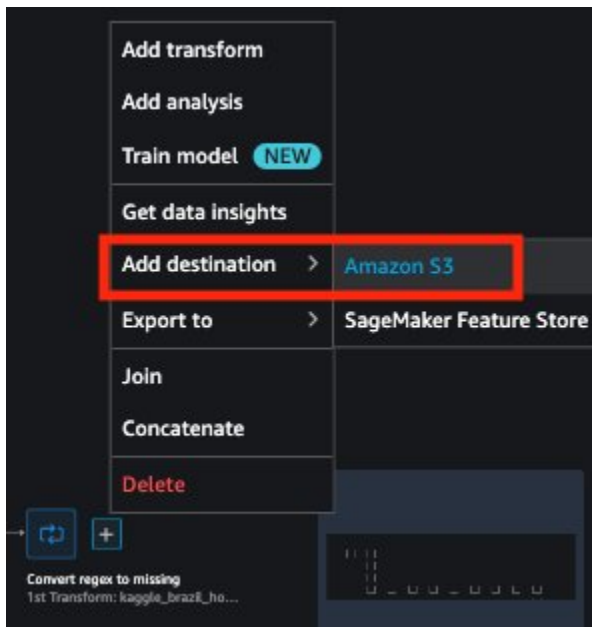 Add transform
Add analysis
Train model NEW
Get data insights
Add destination > Amazon S3
Export to > SageMaker Feature Store
Join
Concatenate
Delete
Convert regex to missing
1st Transform: kaggle_brazil_ho...